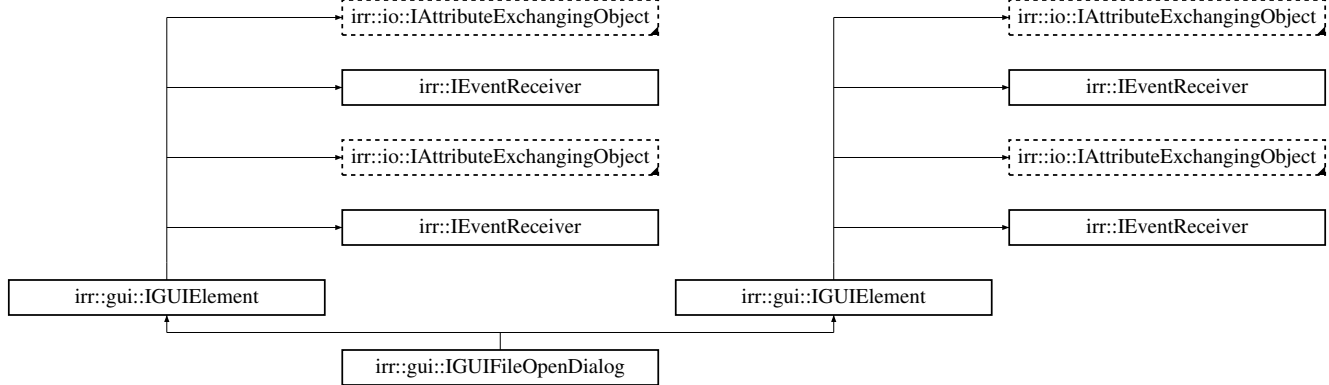 irr::io::IAttributeExchangingObject
irr::io::IAttributeExchangingObject
irr::IEventReceiver
irr::IEventReceiver
irr::io::IAttributeExchangingObject
irr::io::IAttributeExchangingObject
irr::IEventReceiver
irr::IEventReceiver
irr::gui::IGUIElement
irr::gui::IGUIElement
irr::gui::IGUIFileOpenDialog